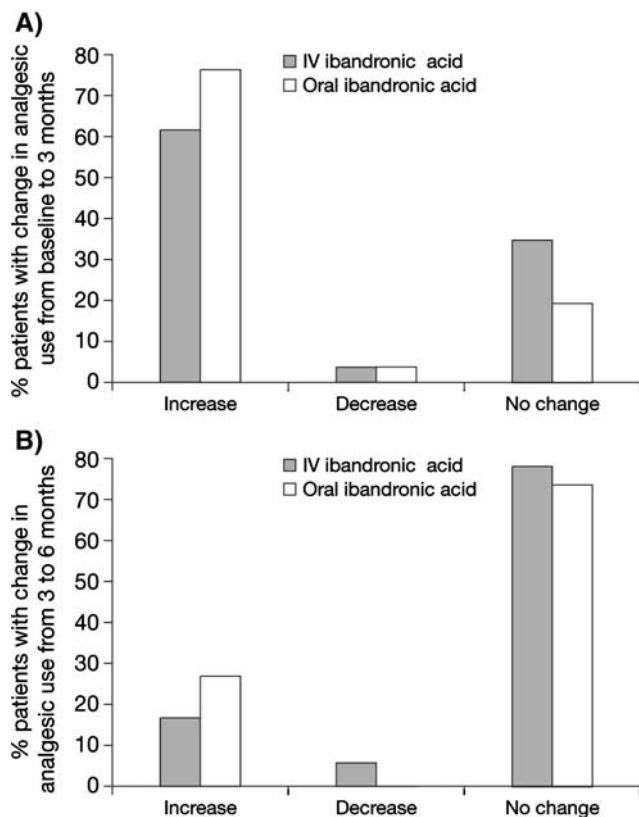 A)
% patients with change in analgesic
use from baseline to 3 months
80
70
60
50
40
30
20
10
0
IV ibandronic acid
Oral ibandronic acid
Increase
Decrease
No change
B)
% patients with change in
analgesic use from 3 to 6 months
80
70
60
50
40
30
20
10
0
IV ibandronic acid
Oral ibandronic acid
Increase
Decrease
No change